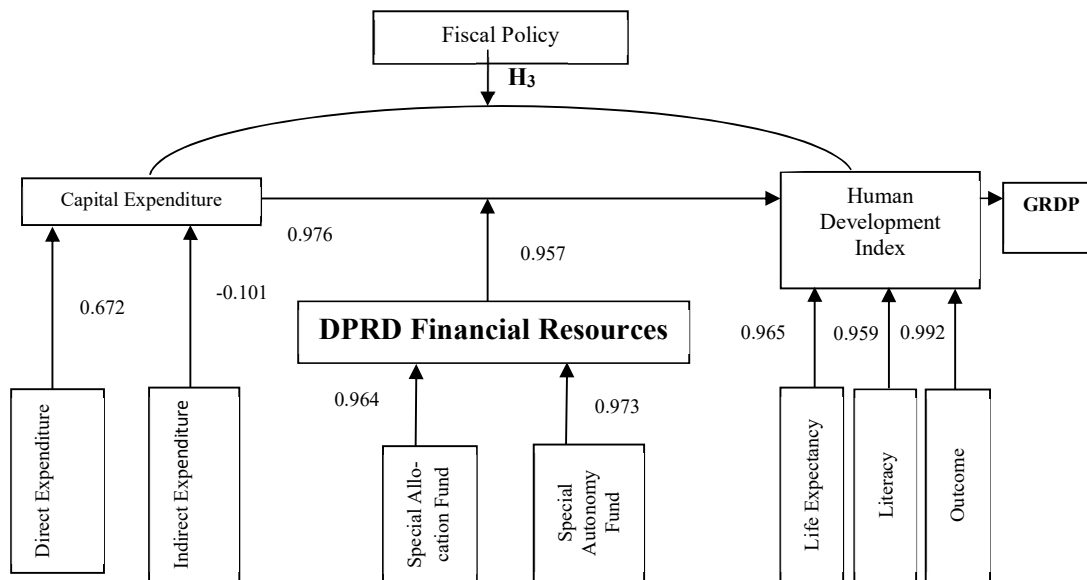 Fiscal Policy
H3
Capital Expenditure
Human
Development
Index
GRDP
0.976
0.957
0.672
-0.101
DPRD Financial Resources
0.965
0.959
0.992
0.964
0.973
Direct Expenditure
Indirect Expenditure
Special Allo-
cation Fund
Special
Autonomy
Fund
Life Expectancy
Literacy
Outcome